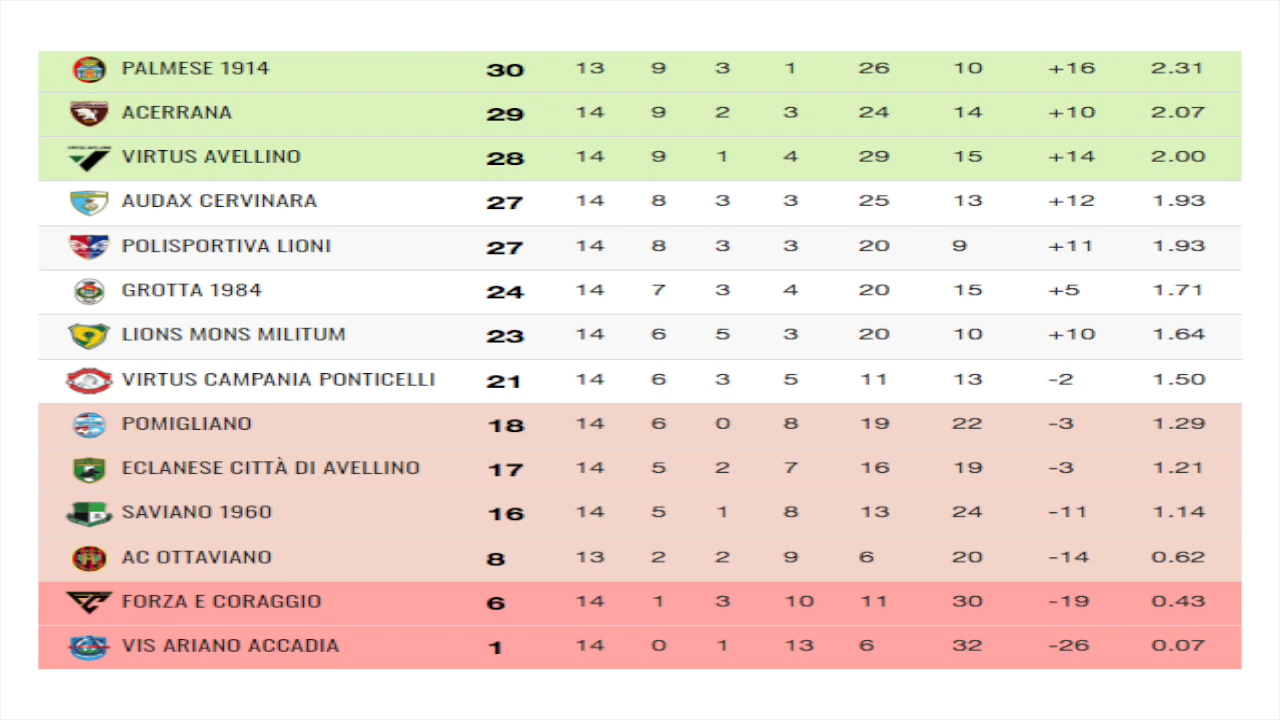 PALMESE 1914 30 13 9 3 1 26 10 +16 2.31
ACERRANA 29 14 9 2 3 24 14 +10 2.07
VIRTUS AVELLINO 28 14 9 1 4 29 15 +14 2.00
AUDAX CERVINARA 27 14 8 3 3 25 13 +12 1.93
POLISPORTIVA LIONI 27 14 8 3 3 20 9 +11 1.93
GROTTA 1984 24 14 7 3 4 20 15 +5 1.71
LIONS MONS MILITUM 23 14 6 5 3 20 10 +10 1.64
VIRTUS CAMPANIA PONTICELLI 21 14 6 3 5 11 13 -2 1.50
POMIGLIANO 18 14 6 0 8 19 22 -3 1.29
ECLANESE CITTÀ DI AVELLINO 17 14 5 2 7 16 19 -3 1.21
SAVIANO 1960 16 14 5 1 8 13 24 -11 1.14
AC OTTAVIANO 8 13 2 2 9 6 20 -14 0.62
FORZA E CORAGGIO 6 14 1 3 10 11 30 -19 0.43
VIS ARIANO ACCADIA 1 14 0 1 13 6 32 -26 0.07